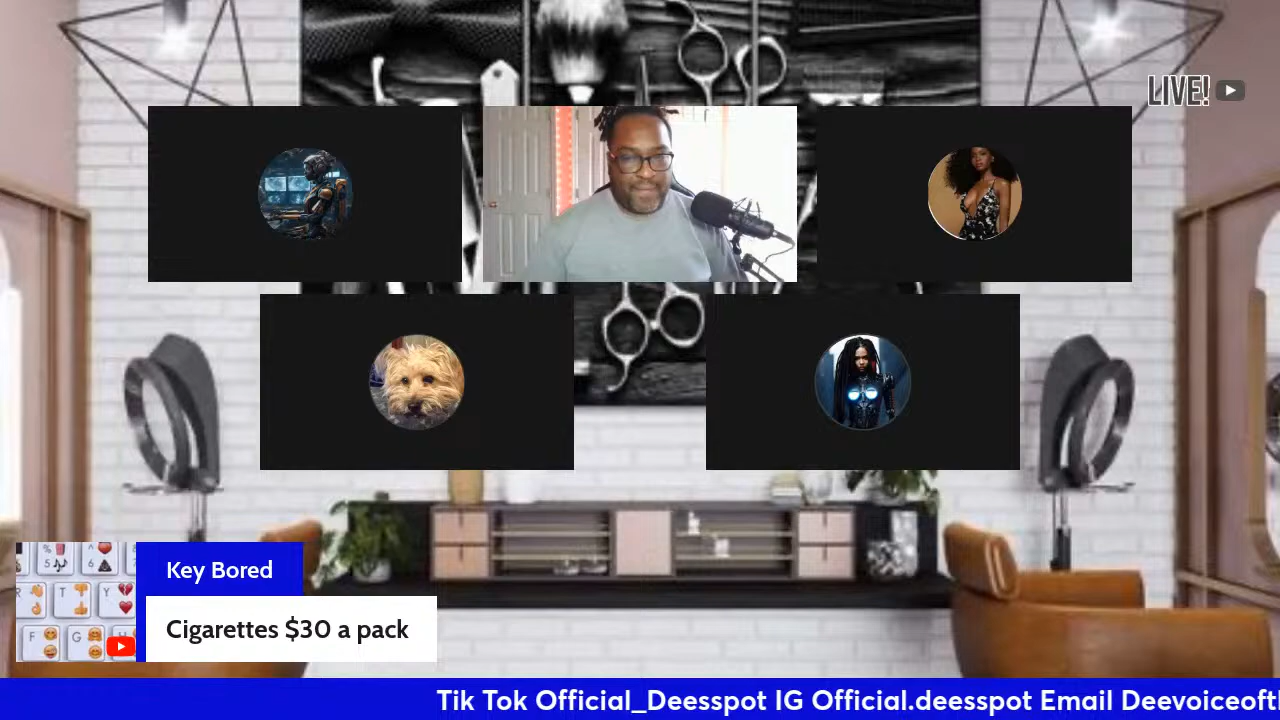 LIVE!
Key Bored
Cigarettes $30 a pack
Tik Tok Official_Deesspot IG Official.deesspot Email Deevoiceoft